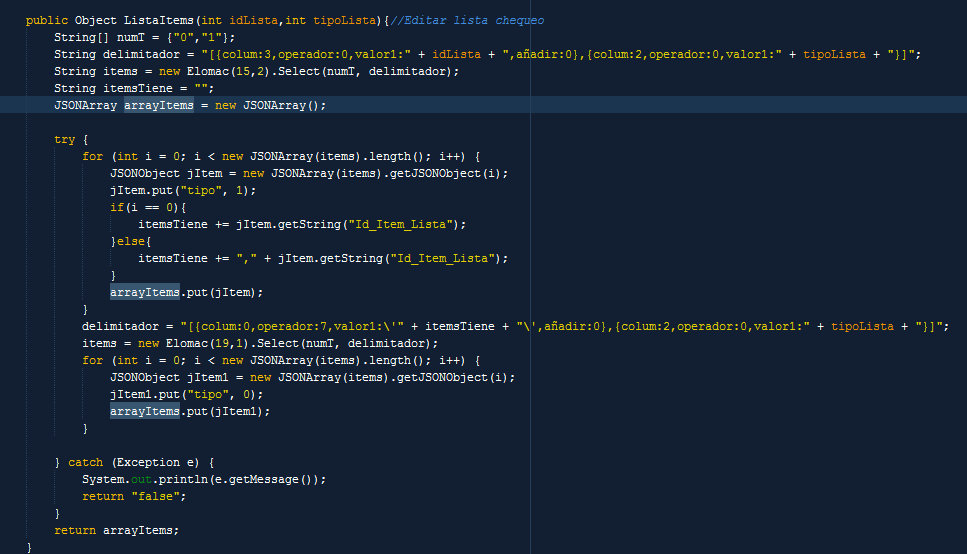 public Object ListaItems(int idLista,int tipoLista){//Editar lista chequeo
String[] numT = {"0","1"};
String delimitador = "[{colum:3,operador:0,valor1:" + idLista + ",añadir:0},{colum:2,operador:0,valor1:" + tipoLista + "}]";
String items = new Elomac(15,2).Select(numT, delimitador);
String itemsTiene = "";
JSONArray arrayItems = new JSONArray();
try {
for (int i = 0; i < new JSONArray(items).length(); i++) {
JSONObject jItem = new JSONArray(items).getJSONObject(i);
jItem.put("tipo", 1);
if(i == 0){
itemsTiene += jItem.getString("Id_Item_Lista");
}else{
itemsTiene += "," + jItem.getString("Id_Item_Lista");
}
arrayItems.put(jItem);
}
delimitador = "[{colum:0,operador:7,valor1:\'" + itemsTiene + "\',añadir:0},{colum:2,operador:0,valor1:" + tipoLista + "}]";
items = new Elomac(19,1).Select(numT, delimitador);
for (int i = 0; i < new JSONArray(items).length(); i++) {
JSONObject jItem1 = new JSONArray(items).getJSONObject(i);
jItem1.put("tipo", 0);
arrayItems.put(jItem1);
}
} catch (Exception e) {
System.out.println(e.getMessage());
return "false";
}
return arrayItems;
}